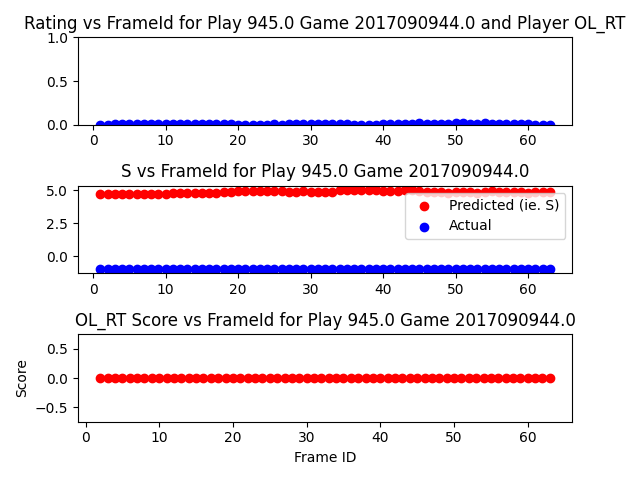 Rating vs FrameId for Play 945.0 Game 2017090944.0 and Player OL_RT
1.0
0.5
0.0
0 10 20 30 40 50 60
S vs FrameId for Play 945.0 Game 2017090944.0
5.0
2.5
0.0
Predicted (ie. S)
Actual
0 10 20 30 40 50 60
OL_RT Score vs FrameId for Play 945.0 Game 2017090944.0
Score
0.5
0.0
−0.5
0 10 20 30 40 50 60
Frame ID